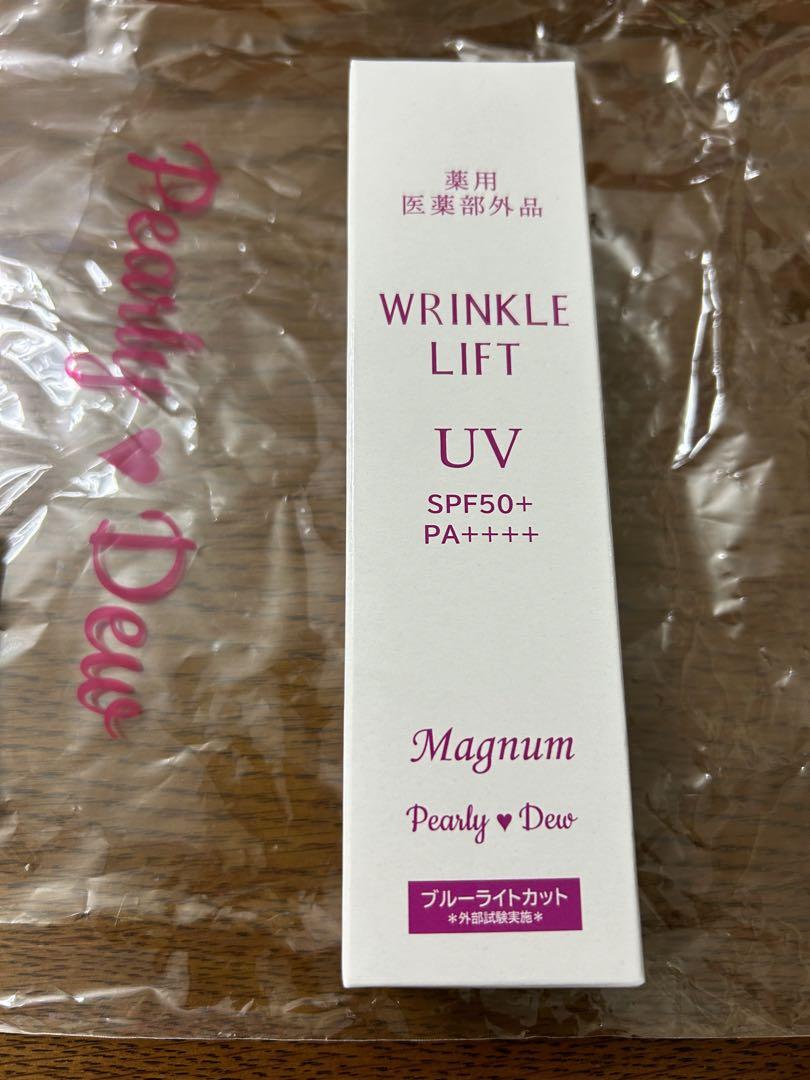 Pearly ♥ Dew
薬用
医薬部外品
WRINKLE
LIFT
UV
SPF50+
PA++++
Magnum
Pearly ♥ Dew
ブルーライトカット
*外部試験実施*